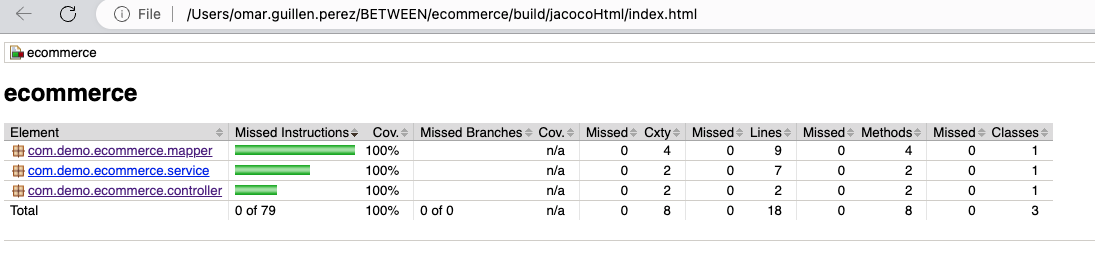 File /Users/omar.guillen.perez/BETWEEN/ecommerce/build/jacocoHtml/index.html
ecommerce
ecommerce
Element Missed Instructions Cov. Missed Branches Cov. Missed Cxty Missed Lines Missed Methods Missed Classes
com.demo.ecommerce.mapper 100% n/a 0 4 0 9 0 4 0 1
com.demo.ecommerce.service 100% n/a 0 2 0 7 0 2 0 1
com.demo.ecommerce.controller 100% n/a 0 2 0 2 0 2 0 1
Total 0 of 79 100% 0 of 0 n/a 0 8 0 18 0 8 0 3